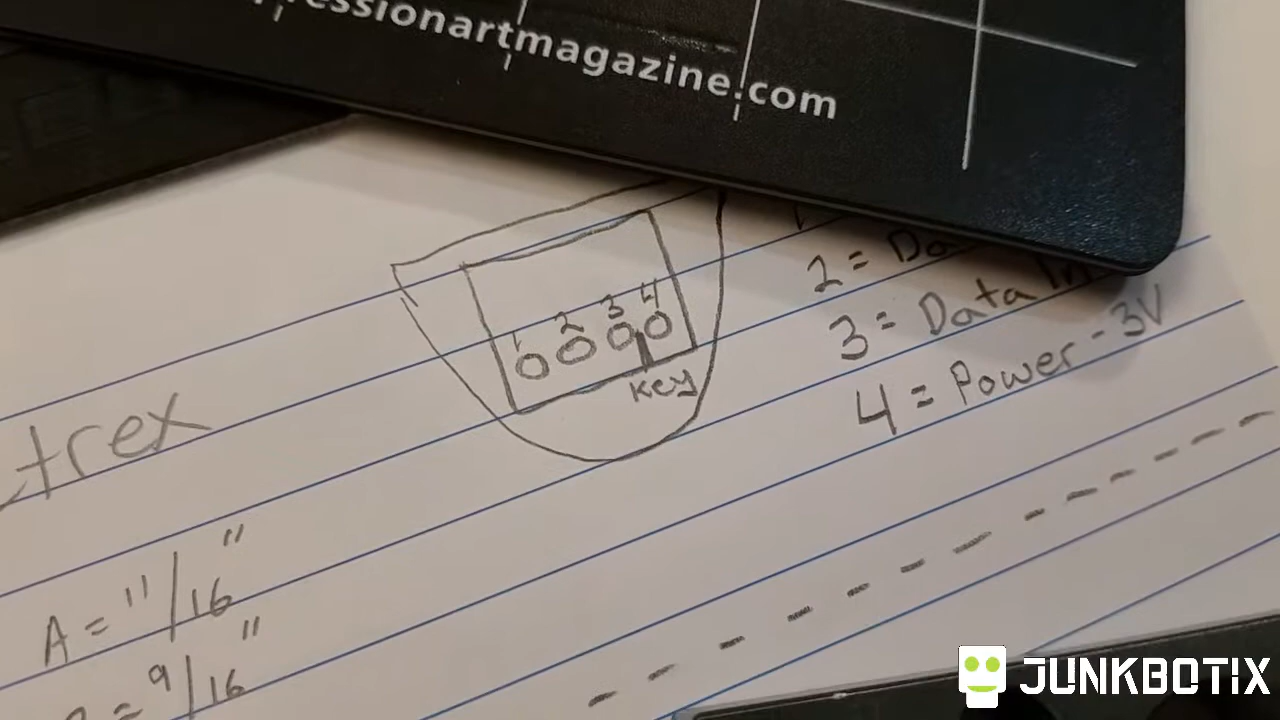 essionartmagazine.com
2 = Da
3 = Data In
4 = Power - 3V
1 2 3 4
Key
trex
A = 11/16"
= 9/16"
JUNKBOTIX